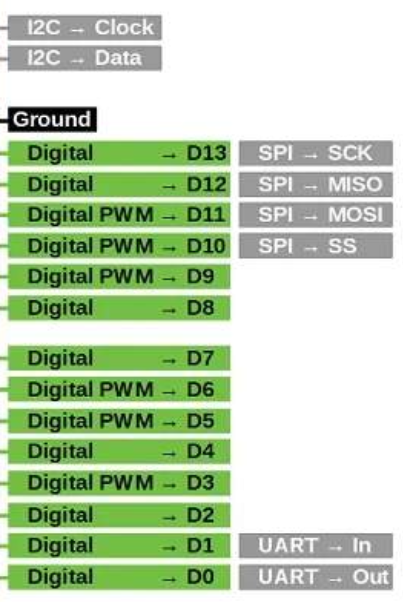 I2C → Clock
I2C → Data
Ground
Digital → D13 SPI → SCK
Digital → D12 SPI → MISO
Digital PWM → D11 SPI → MOSI
Digital PWM → D10 SPI → SS
Digital PWM → D9
Digital → D8
Digital → D7
Digital PWM → D6
Digital PWM → D5
Digital → D4
Digital PWM → D3
Digital → D2
Digital → D1 UART → In
Digital → D0 UART → Out